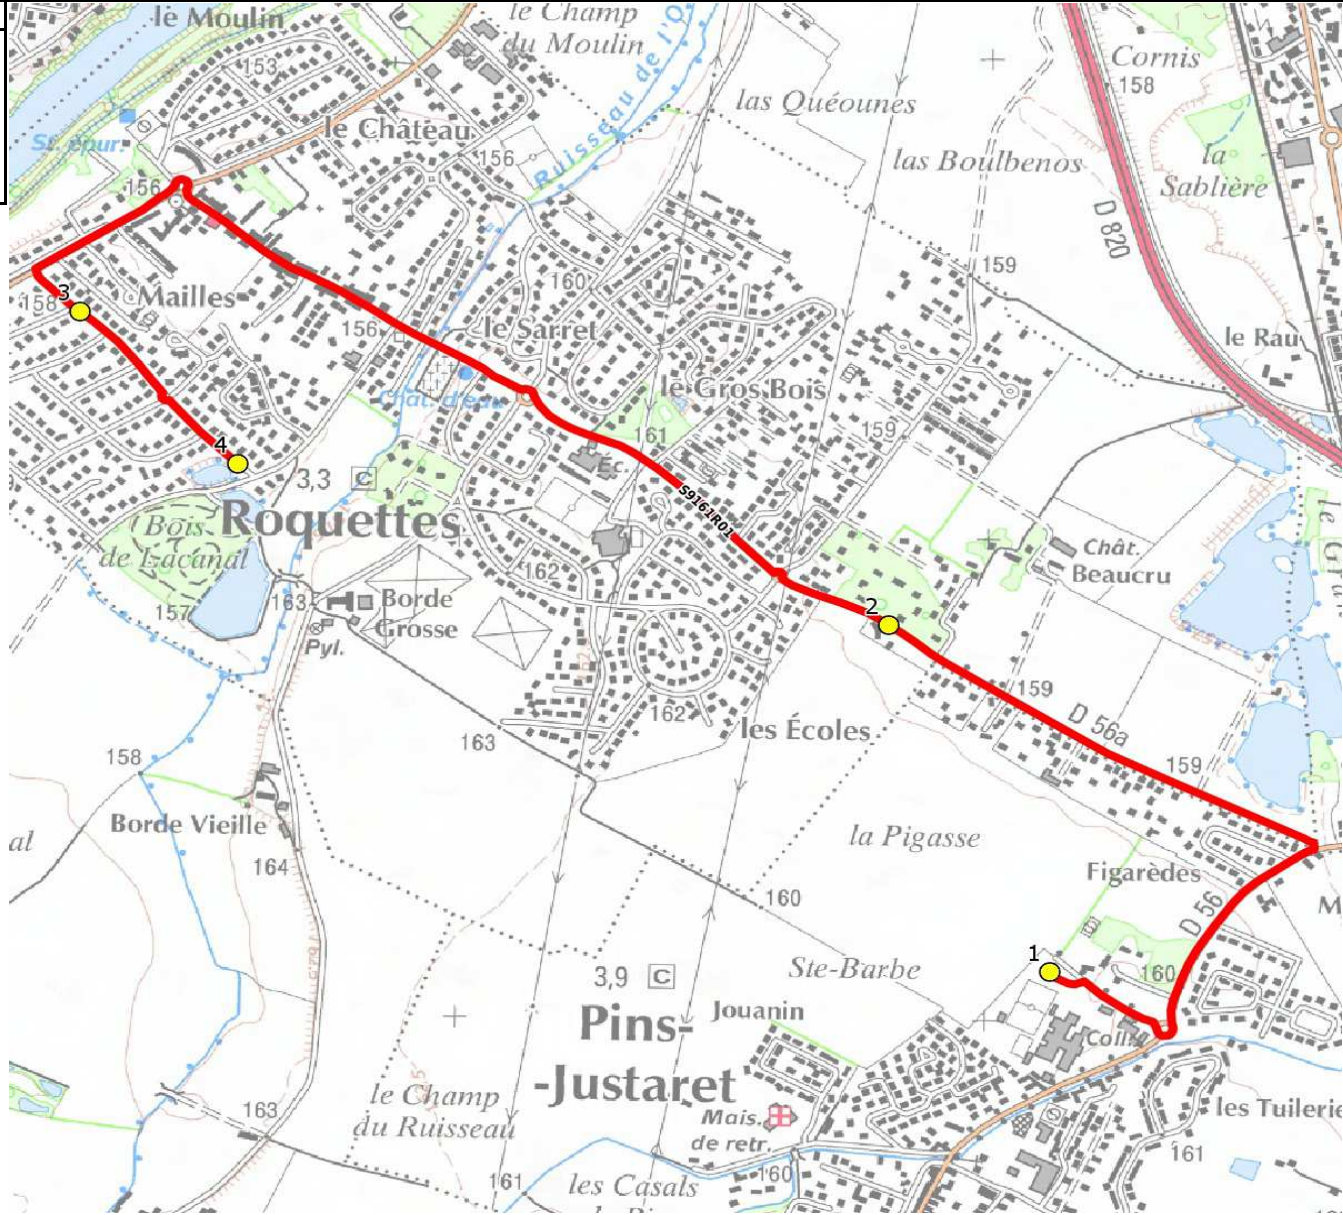 le Moulin
le Champ
du Moulin
153
Cornis
158
Ruisseau de l'O
las Quéounes
St. épur.
le Château
156
las Boulbenos
la
Sablière
156
D 820
159
160
158
3
Mailles
156
le Sarret
le Rau
le Gros Bois
Chât. d'eau
161
159
4
Éc.
3,3 C
S9161R01
Roquettes
Bois
de Lacanal
Chât.
Beaucru
162
157
163
Borde
Grosse
2
Pyl.
159
162
D 56a
163
les Écoles
158
159
Borde Vieille
la Pigasse
al
164
Figarèdes
160
D 56
M
1
Ste-Barbe
160
3,9 C
Jouanin
Pins-
-Justaret
Coll.
le Champ
du Ruisseau
163
Mais.
de retr.
les Tuilerie
161
160
161
les Casals